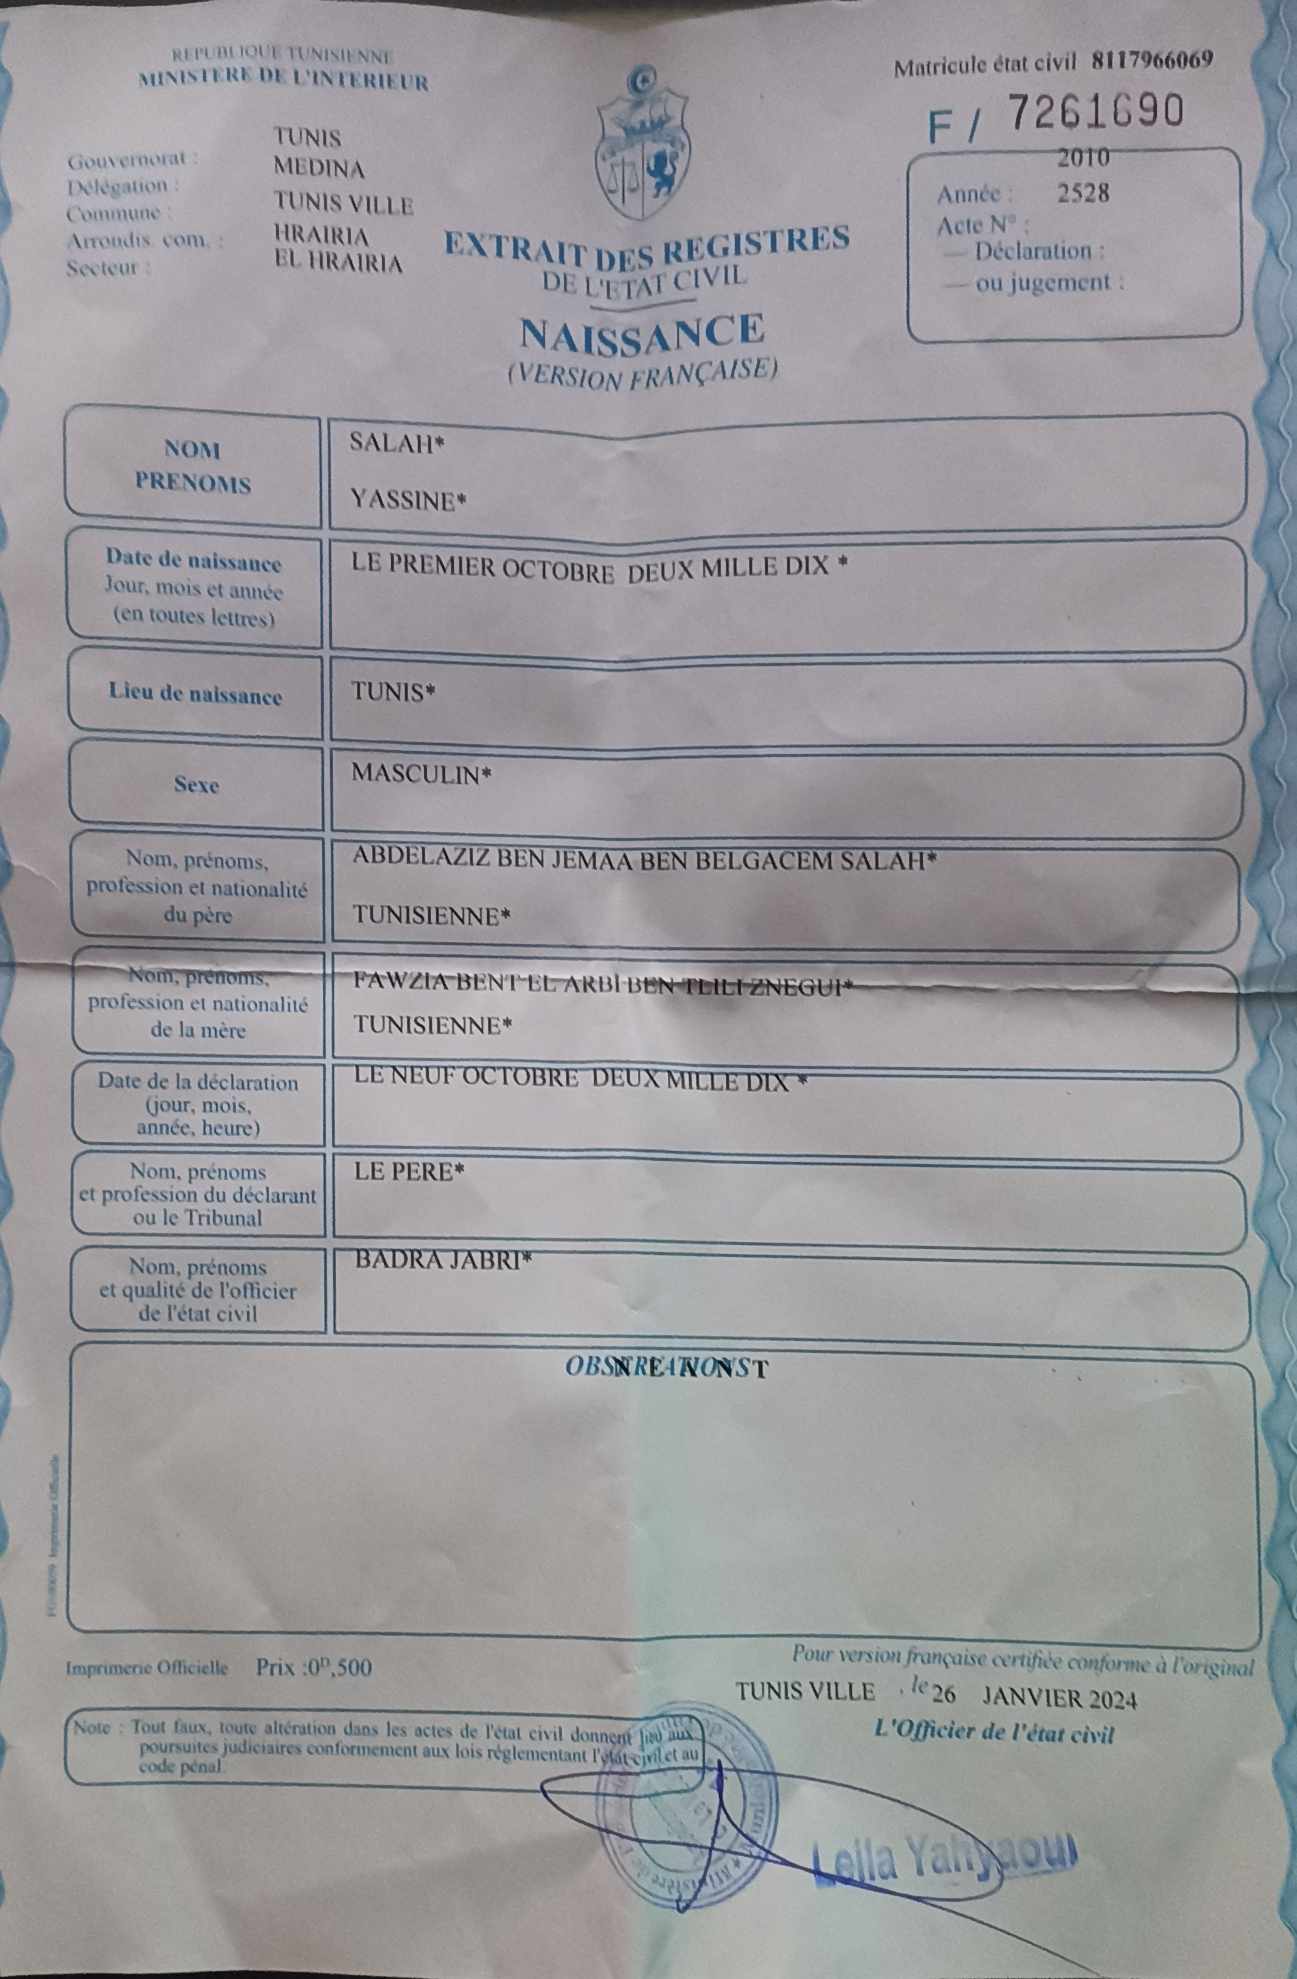 REPUBLIQUE TUNISIENNE
MINISTERE DE L'INTERIEUR
Matricule état civil 8117966069
F / 7261690
Gouvernorat : TUNIS
Délégation : MEDINA
Commune : TUNIS VILLE
Arrondis. com. : HRAIRIA
Secteur : EL HRAIRIA
2010
Année : 2528
Acte N° :
— Déclaration :
— ou jugement :
EXTRAIT DES REGISTRES
DE L'ETAT CIVIL
NAISSANCE
(VERSION FRANÇAISE)
NOM
PRENOMS
SALAH*
YASSINE*
Date de naissance
Jour, mois et année
(en toutes lettres)
LE PREMIER OCTOBRE DEUX MILLE DIX *
Lieu de naissance
TUNIS*
Sexe
MASCULIN*
Nom, prénoms,
profession et nationalité
du père
ABDELAZIZ BEN JEMAA BEN BELGACEM SALAH*
TUNISIENNE*
Nom, prénoms,
profession et nationalité
de la mère
FAWZIA BENT EL ARBI BEN TLILI ZNEGUI*
TUNISIENNE*
Date de la déclaration
(jour, mois,
année, heure)
LE NEUF OCTOBRE DEUX MILLE DIX *
Nom, prénoms
et profession du déclarant
ou le Tribunal
LE PERE*
Nom, prénoms
et qualité de l'officier
de l'état civil
BADRA JABRI*
OBSERVATIONS
N E A N T
Imprimerie Officielle Prix :0ᴰ,500
Pour version française certifiée conforme à l'original
TUNIS VILLE , le 26 JANVIER 2024
L'Officier de l'état civil
Note : Tout faux, toute altération dans les actes de l'état civil donnent lieu aux
poursuites judiciaires conformement aux lois réglementant l'état civil et au
code pénal.
Leila Yahyaoui